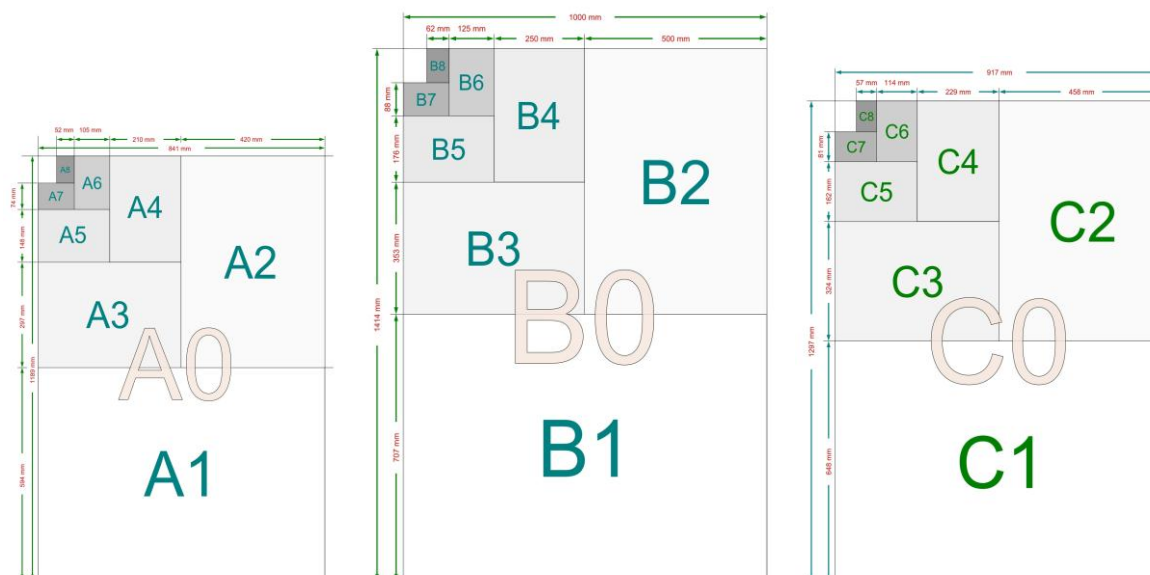 52 mm 105 mm 210 mm 420 mm
841 mm
A8
A7
A6
A5
A4
A3
A2
A0
A1
74 mm
148 mm
297 mm
594 mm
1189 mm
1000 mm
62 mm 125 mm 250 mm 500 mm
B8
B7
B6
B5
B4
B3
B2
B0
B1
88 mm
176 mm
353 mm
707 mm
1414 mm
917 mm
57 mm 114 mm 229 mm 458 mm
C8
C7
C6
C5
C4
C3
C2
C0
C1
81 mm
162 mm
324 mm
648 mm
1297 mm